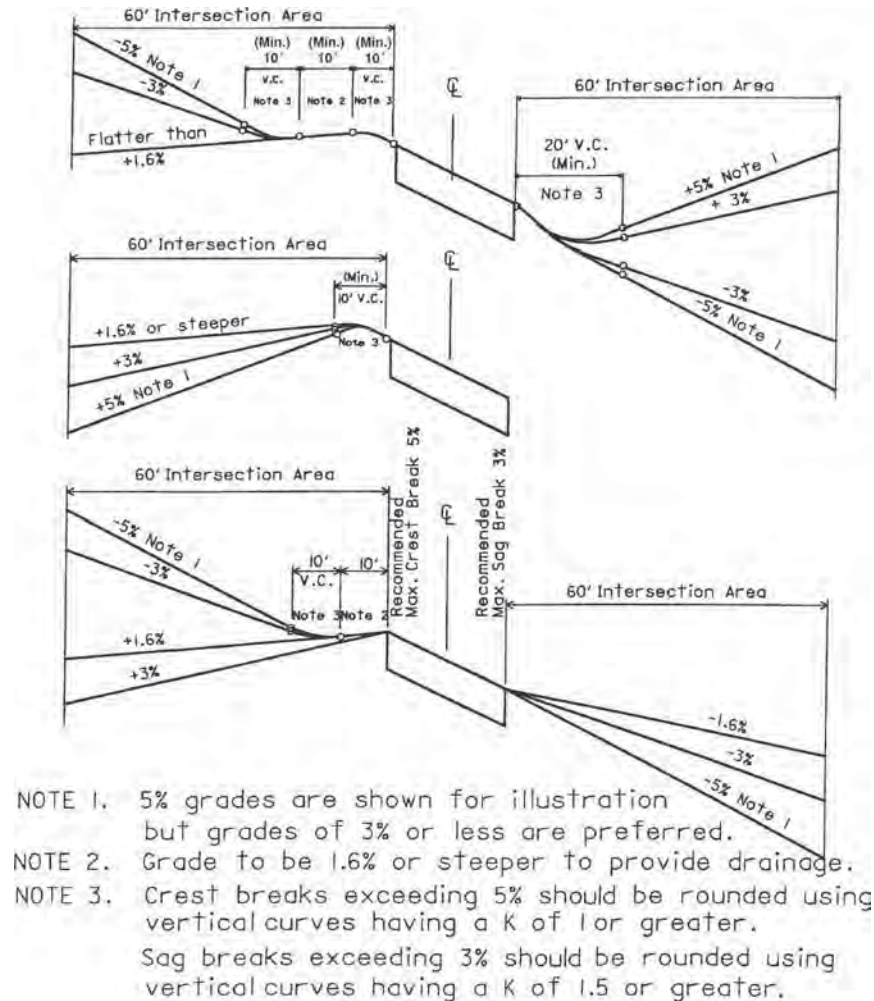 60' Intersection Area
-5% Note 1
-3%
Flatter than
+1.6%
(Min.) (Min.) (Min.)
10' 10' 10'
V.C. V.C.
Note 3 Note 2 Note 3
℄
60' Intersection Area
20' V.C.
(Min.)
Note 3
+5% Note 1
+ 3%
-3%
-5% Note 1
60' Intersection Area
(Min.)
10' V.C.
Note 3
+1.6% or steeper
+3%
+5% Note 1
℄
60' Intersection Area
-5% Note 1
-3%
10' 10'
V.C.
Note 3 Note 2
+1.6%
+3%
Recommended
Max. Crest Break 5%
℄
Recommended
Max. Sag Break 3%
60' Intersection Area
-1.6%
-3%
-5% Note 1
NOTE 1. 5% grades are shown for illustration
but grades of 3% or less are preferred.
NOTE 2. Grade to be 1.6% or steeper to provide drainage.
NOTE 3. Crest breaks exceeding 5% should be rounded using
vertical curves having a K of 1 or greater.
Sag breaks exceeding 3% should be rounded using
vertical curves having a K of 1.5 or greater.